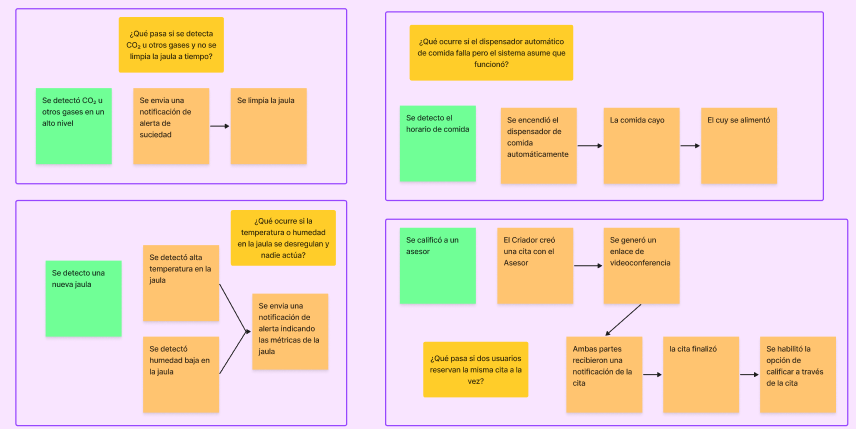 ¿Qué pasa si se detecta
CO₂ u otros gases y no se
limpia la jaula a tiempo?
Se detectó CO₂ u
otros gases en un
alto nivel
Se envia una
notificación de
alerta de
suciedad
Se limpia la jaula
¿Qué ocurre si el dispensador automático
de comida falla pero el sistema asume que
funcionó?
Se detecto el
horario de comida
Se encendió el
dispensador de
comida
automáticamente
La comida cayo
El cuy se alimentó
¿Qué ocurre si la
temperatura o humedad
en la jaula se desregulan y
nadie actúa?
Se detecto una
nueva jaula
Se detectó alta
temperatura en la
jaula
Se detectó
humedad baja en
la jaula
Se envia una
notificación de
alerta indicando
las métricas de la
jaula
Se calificó a un
asesor
El Criador creó
una cita con el
Asesor
Se generó un
enlace de
videoconferencia
¿Qué pasa si dos usuarios
reservan la misma cita a la
vez?
Ambas partes
recibieron una
notificación de la
cita
la cita finalizó
Se habilitó la
opción de
calificar a través
de la cita